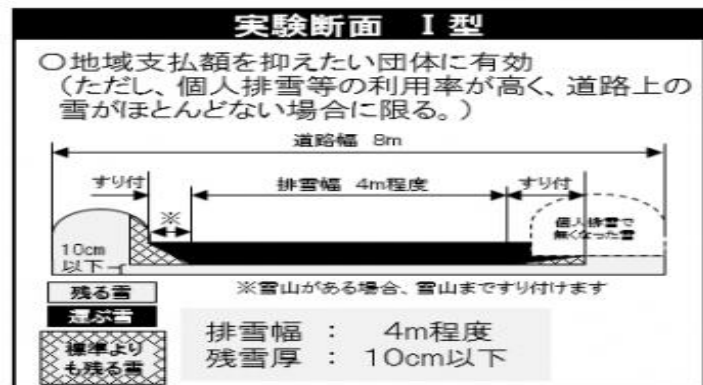 実験断面 Ⅰ型
○地域支払額を抑えたい団体に有効
（ただし、個人排雪等の利用率が高く、道路上の
雪がほとんどない場合に限る。）
道路幅 8m
すり付
排雪幅 4m程度
すり付
※
個人排雪で
無くなった雪
10cm
以下
残る雪
※雪山がある場合、雪山まですり付けます
運ぶ雪
標準より
も残る雪
排雪幅 ： 4m程度
残雪厚 ： 10cm以下